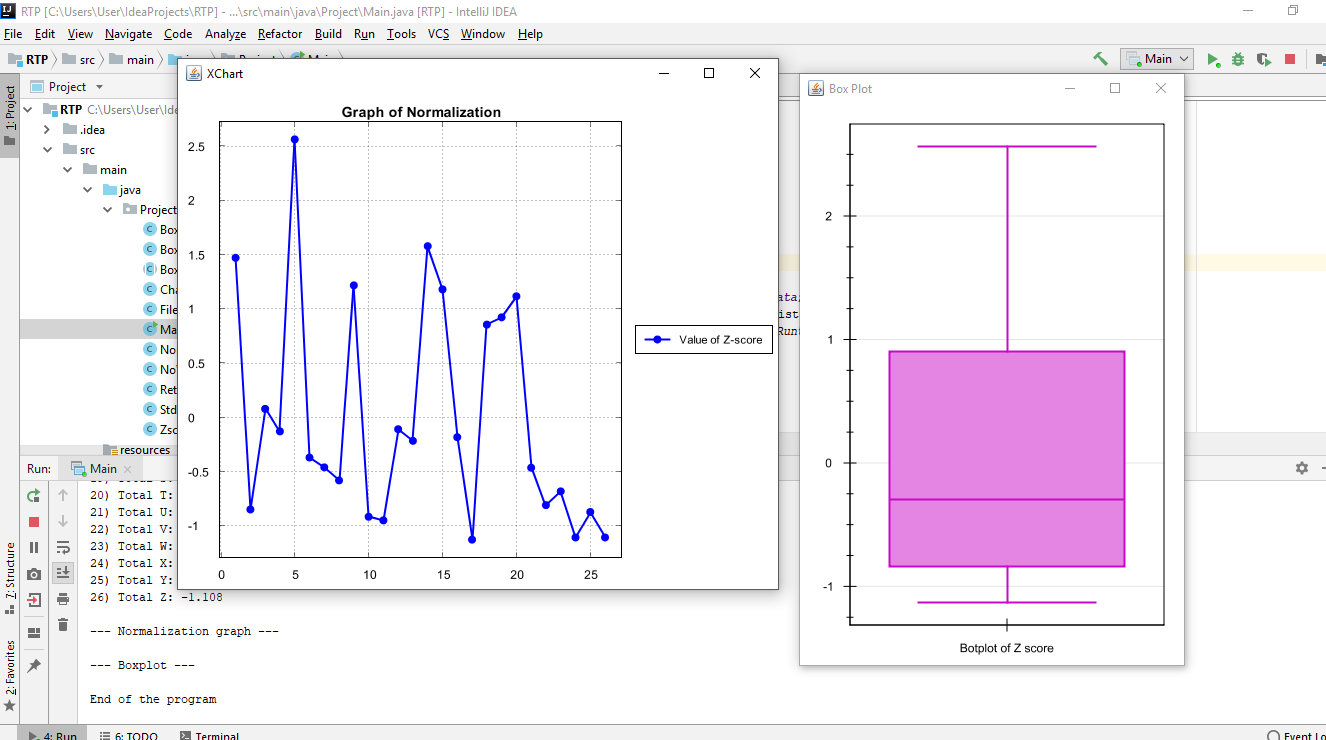 RTP [C:\Users\User\IdeaProjects\RTP] - ...\src\main\java\Project\Main.java [RTP] - IntelliJ IDEA
File Edit View Navigate Code Analyze Refactor Build Run Tools VCS Window Help
RTP src main
Main
1: Project
Project
RTP C:\Users\User\Ide
.idea
src
main
java
Project
Box
Box
Box
Cha
File
Ma
No
No
Ret
Std
Zsc
resources
XChart
Graph of Normalization
2.5
2
1.5
1
0.5
0
-0.5
-1
0 5 10 15 20 25
Value of Z-score
ata;
ist
Runt
Box Plot
2
1
0
-1
Botplot of Z score
Run: Main
20) Total T:
21) Total U:
22) Total V:
23) Total W:
24) Total X:
25) Total Y:
26) Total Z: -1.108
--- Normalization graph ---
--- Boxplot ---
End of the program
Z: Structure
2: Favorites
4: Run 6: TODO Terminal
Event Lo